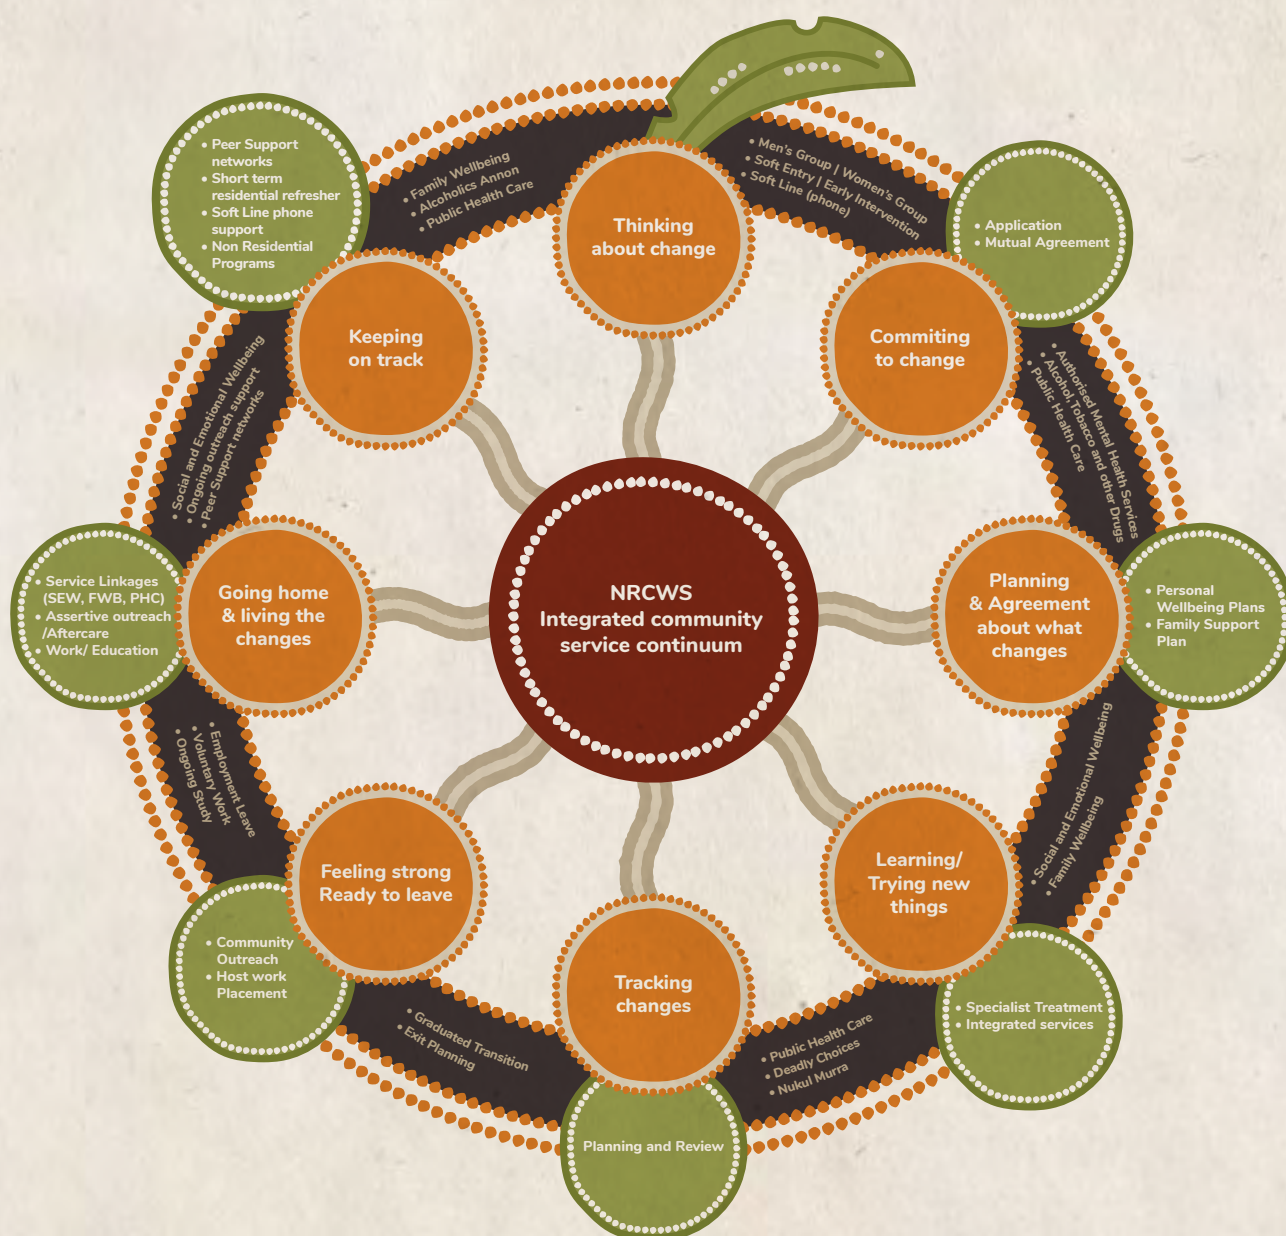 NRCWS
Integrated community
service continuum
Thinking
about change
• Men's Group | Women's Group
• Soft Entry | Early Intervention
• Soft Line (phone)
Commiting
to change
• Application
• Mutual Agreement
• Authorised Mental Health Services
• Alcohol, Tobacco and other Drugs
• Public Health Care
Planning
& Agreement
about what
changes
• Personal
Wellbeing Plans
• Family Support
Plan
• Social and Emotional Wellbeing
• Family Wellbeing
Learning/
Trying new
things
• Specialist Treatment
• Integrated services
• Public Health Care
• Deadly Choices
• Nukul Murra
Tracking
changes
Planning and Review
• Graduated Transition
• Exit Planning
Feeling strong
Ready to leave
• Community
Outreach
• Host work
Placement
• Employment Leave
• Voluntary Work
• Ongoing Study
Going home
& living the
changes
• Service Linkages
(SEW, FWB, PHC)
• Assertive outreach
/Aftercare
• Work/ Education
• Social and Emotional Wellbeing
• Ongoing outreach support
• Peer Support networks
Keeping
on track
• Peer Support
networks
• Short term
residential refresher
• Soft Line phone
support
• Non Residential
Programs
• Family Wellbeing
• Alcoholics Annon
• Public Health Care